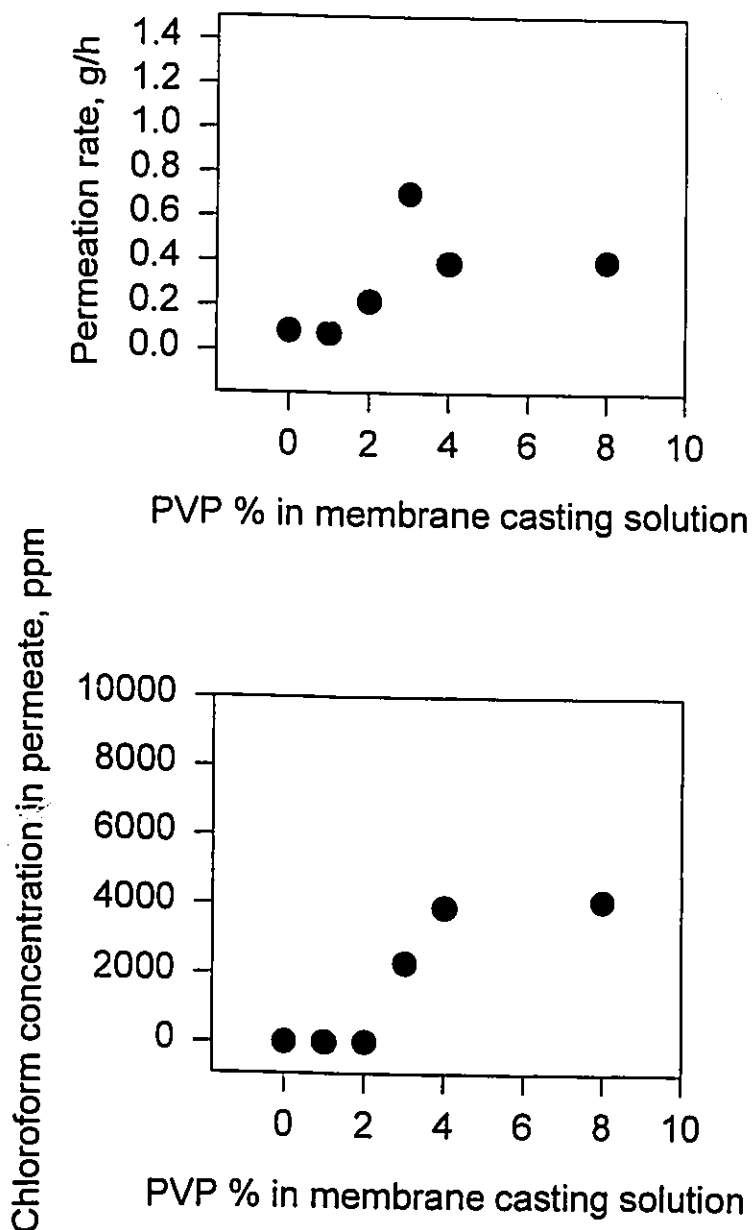 Permeation rate, g/h
1.4
1.2
1.0
0.8
0.6
0.4
0.2
0.0
0 2 4 6 8 10
PVP % in membrane casting solution
Chloroform concentration in permeate, ppm
10000
8000
6000
4000
2000
0
0 2 4 6 8 10
PVP % in membrane casting solution